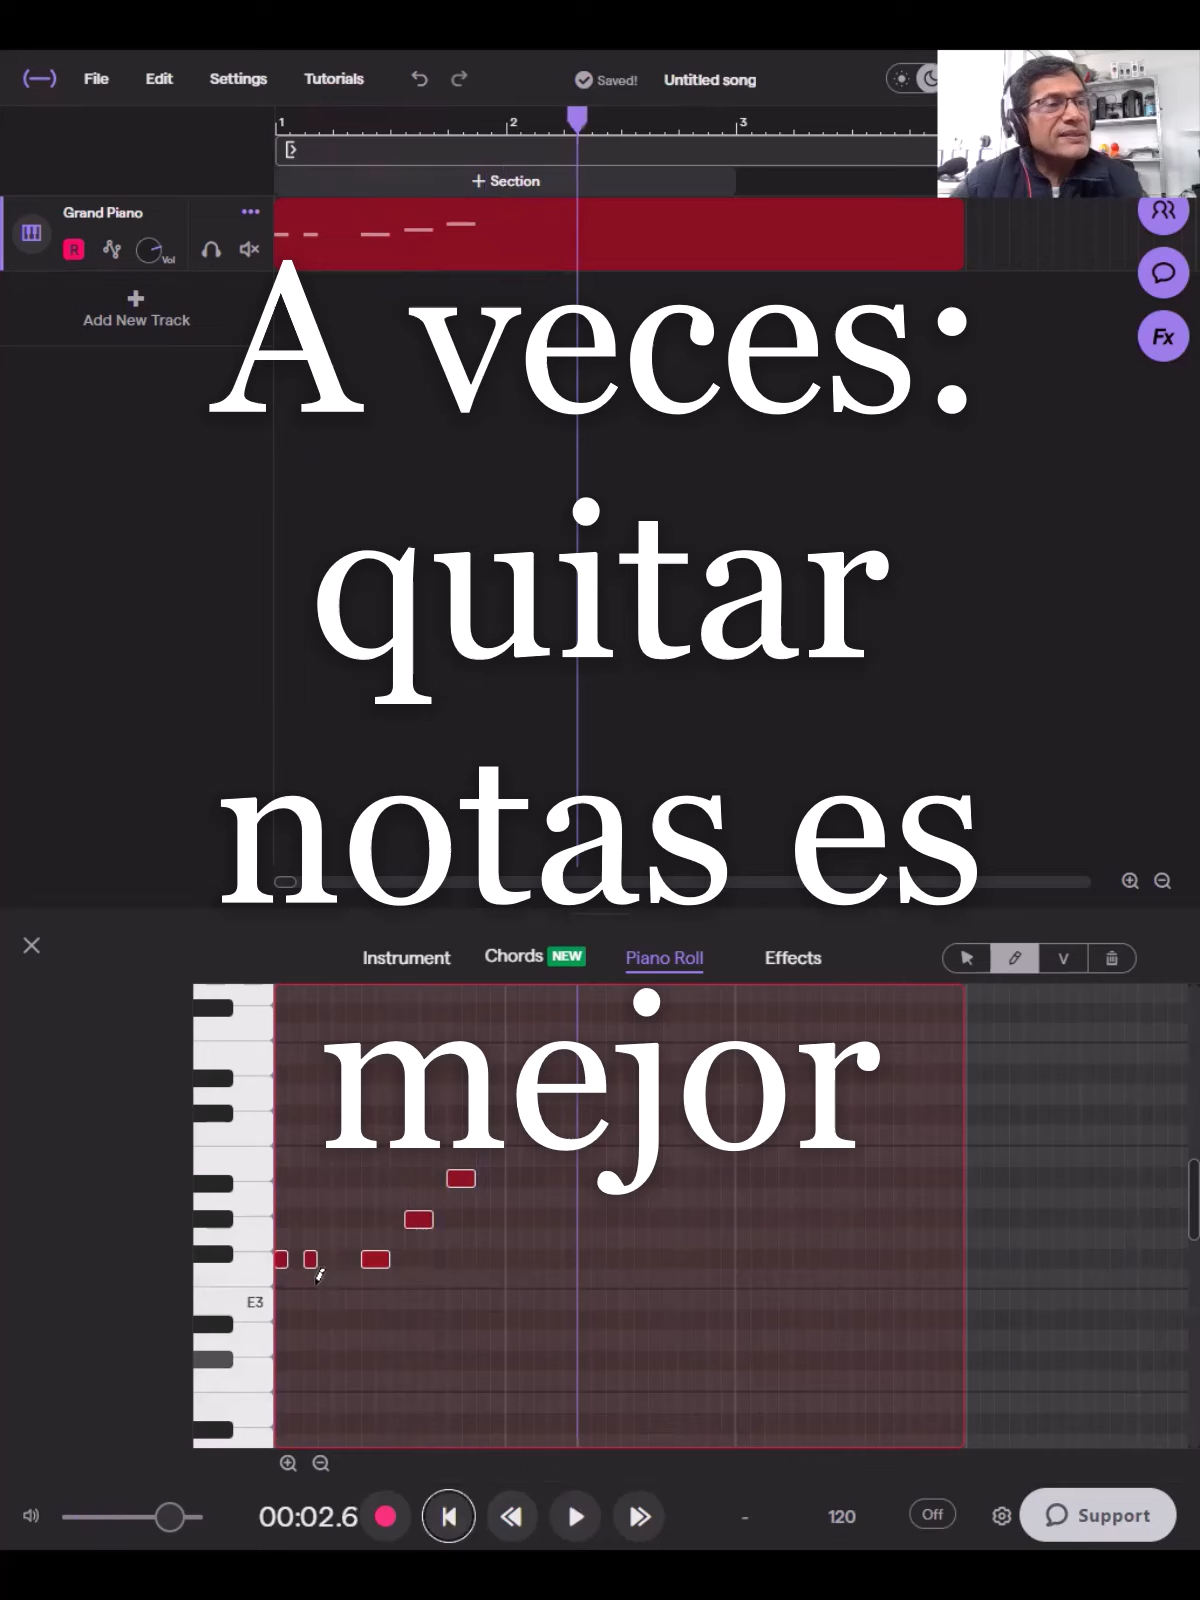 File Edit Settings Tutorials Saved! Untitled song
1 2 3
+ Section
Grand Piano
R Vol
Add New Track
Fx
A veces:
quitar
notas es
mejor
Instrument Chords NEW Piano Roll Effects V
E3
00:02.6 - 120 Off Support